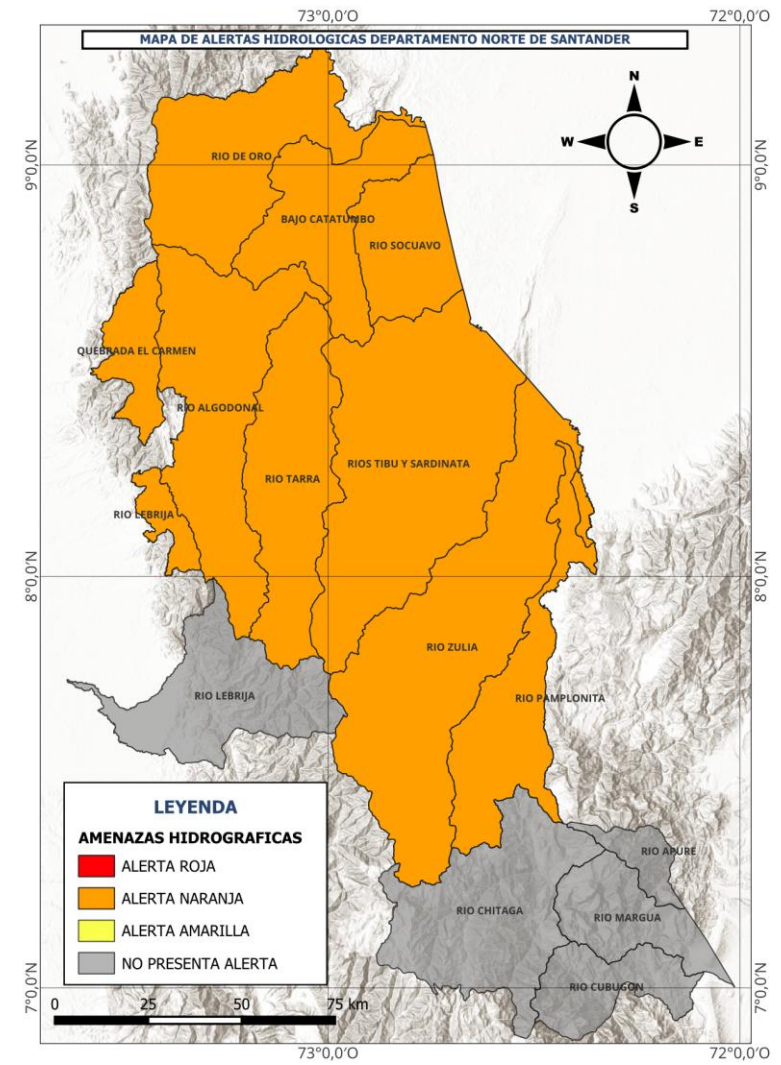 73°0,0'O
72°0,0'O
MAPA DE ALERTAS HIDROLOGICAS DEPARTAMENTO NORTE DE SANTANDER
N
W
E
S
9°0,0'N
9°0,0'N
RIO DE ORO
BAJO CATATUMBO
RIO SOCUAVO
QUEBRADA EL CARMEN
RIO ALGODONAL
RIOS TIBU Y SARDINATA
RIO TARRA
RIO LEBRIJA
8°0,0'N
8°0,0'N
RIO ZULIA
RIO LEBRIJA
RIO PAMPLONITA
RIO APURE
RIO CHITAGA
RIO MARGUA
RIO CUBUGON
LEYENDA
AMENAZAS HIDROGRAFICAS
ALERTA ROJA
ALERTA NARANJA
ALERTA AMARILLA
NO PRESENTA ALERTA
7°0,0'N
7°0,0'N
0 25 50 75 km
73°0,0'O
72°0,0'O